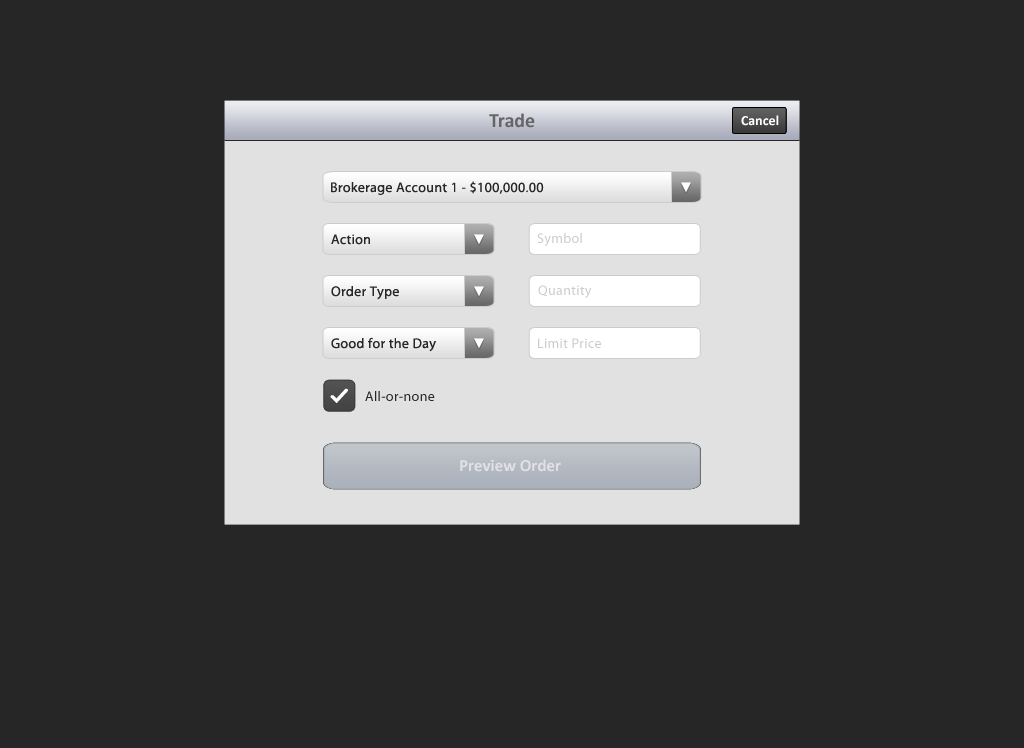 Trade
Cancel
Brokerage Account 1 - $100,000.00
Action
Symbol
Order Type
Quantity
Good for the Day
Limit Price
All-or-none
Preview Order